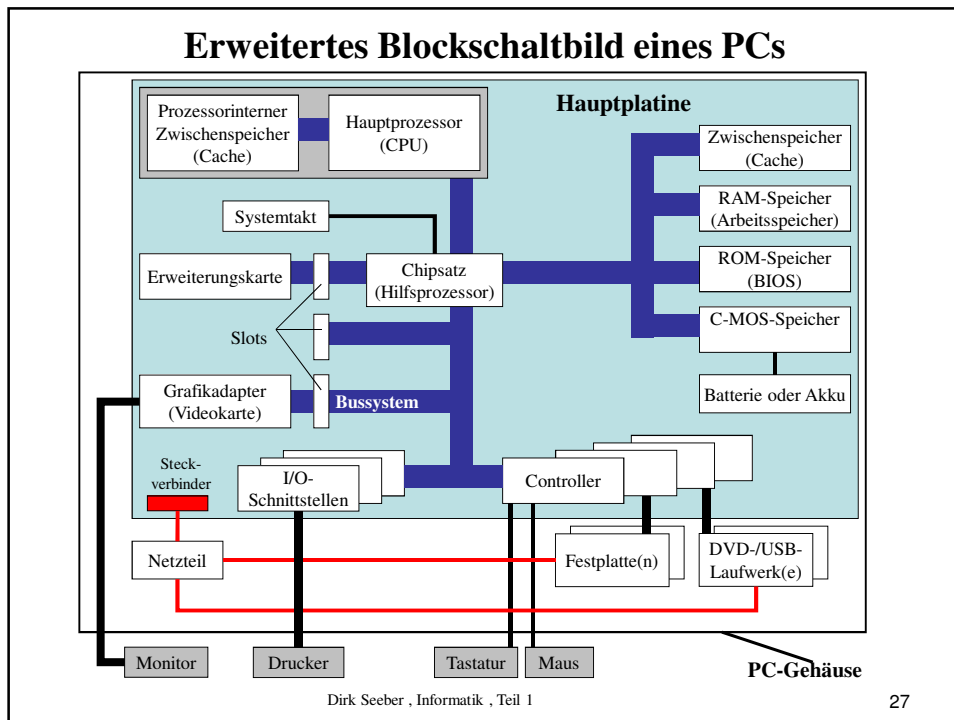 Erweitertes Blockschaltbild eines PCs
Hauptplatine
Prozessorinterner
Zwischenspeicher
(Cache)
Hauptprozessor
(CPU)
Zwischenspeicher
(Cache)
Systemtakt
RAM-Speicher
(Arbeitsspeicher)
Erweiterungskarte
Chipsatz
(Hilfsprozessor)
ROM-Speicher
(BIOS)
Slots
C-MOS-Speicher
Grafikadapter
(Videokarte)
Bussystem
Batterie oder Akku
Steck-
verbinder
I/O-
Schnittstellen
Controller
Netzteil
Festplatte(n)
DVD-/USB-
Laufwerk(e)
Monitor
Drucker
Tastatur
Maus
PC-Gehäuse
Dirk Seeber , Informatik , Teil 1
27